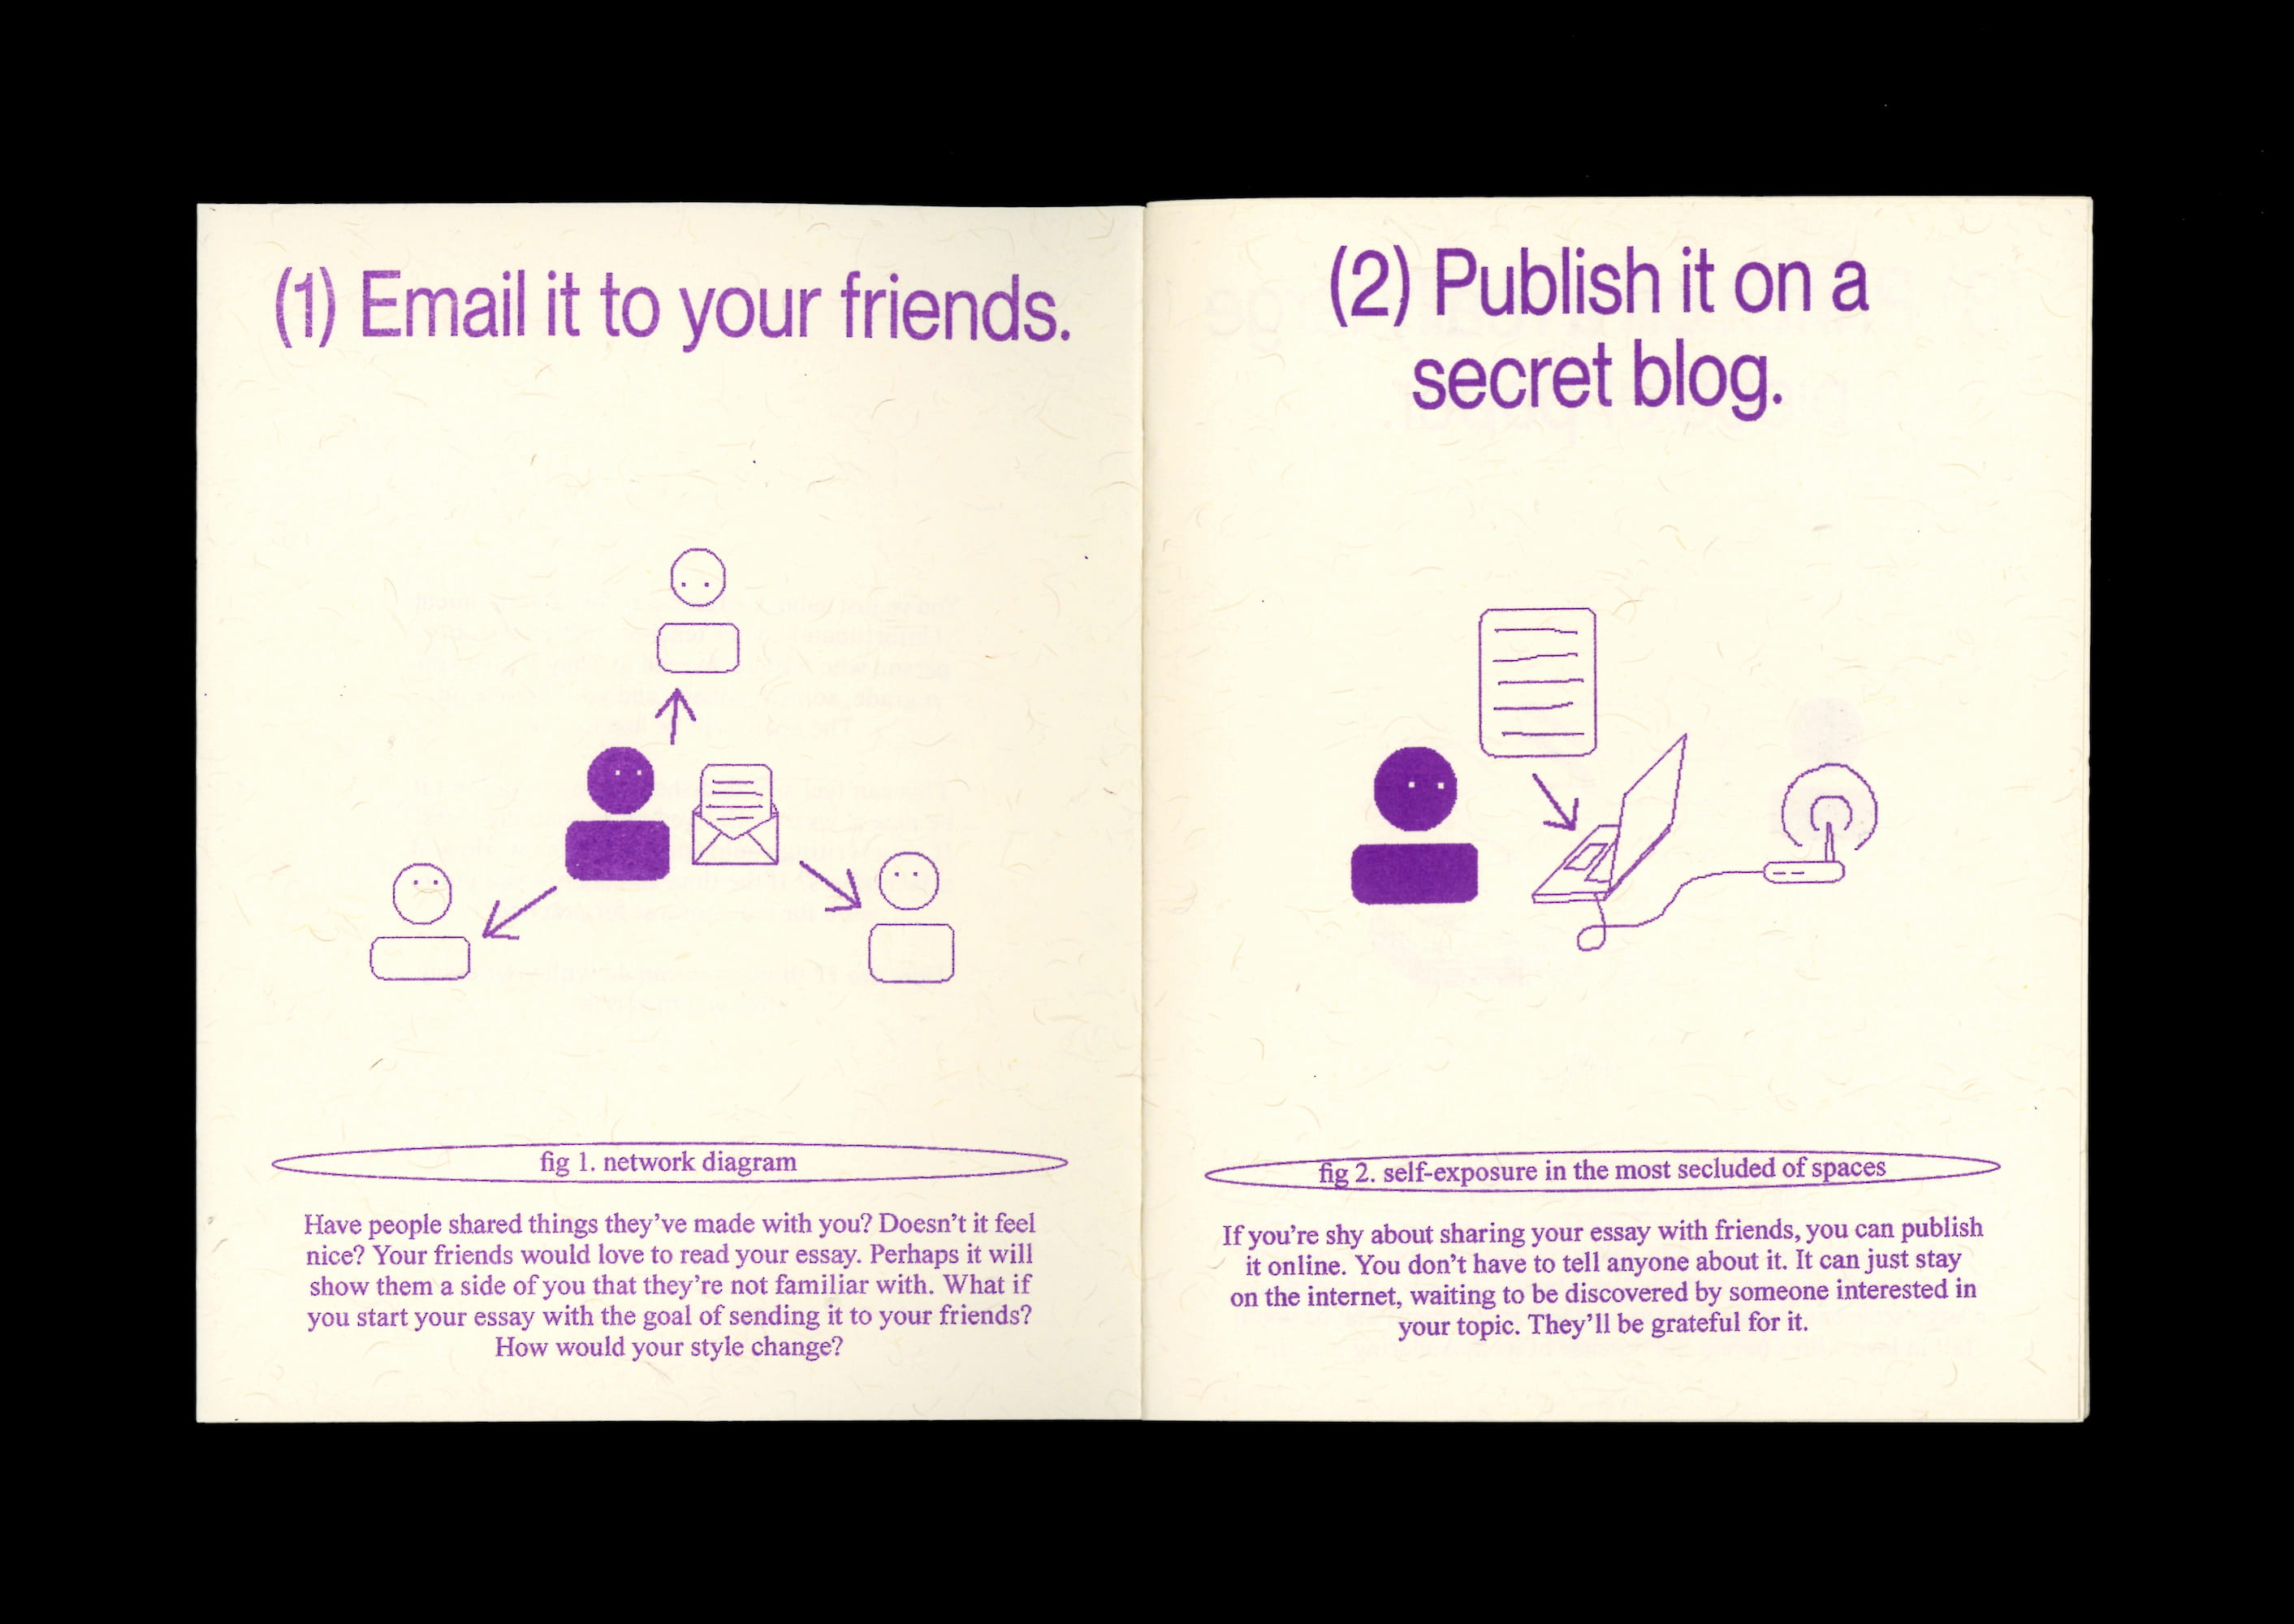 (1) Email it to your friends.
fig 1. network diagram
Have people shared things they’ve made with you? Doesn’t it feel
nice? Your friends would love to read your essay. Perhaps it will
show them a side of you that they’re not familiar with. What if
you start your essay with the goal of sending it to your friends?
How would your style change?
(2) Publish it on a
secret blog.
fig 2. self-exposure in the most secluded of spaces
If you’re shy about sharing your essay with friends, you can publish
it online. You don’t have to tell anyone about it. It can just stay
on the internet, waiting to be discovered by someone interested in
your topic. They’ll be grateful for it.